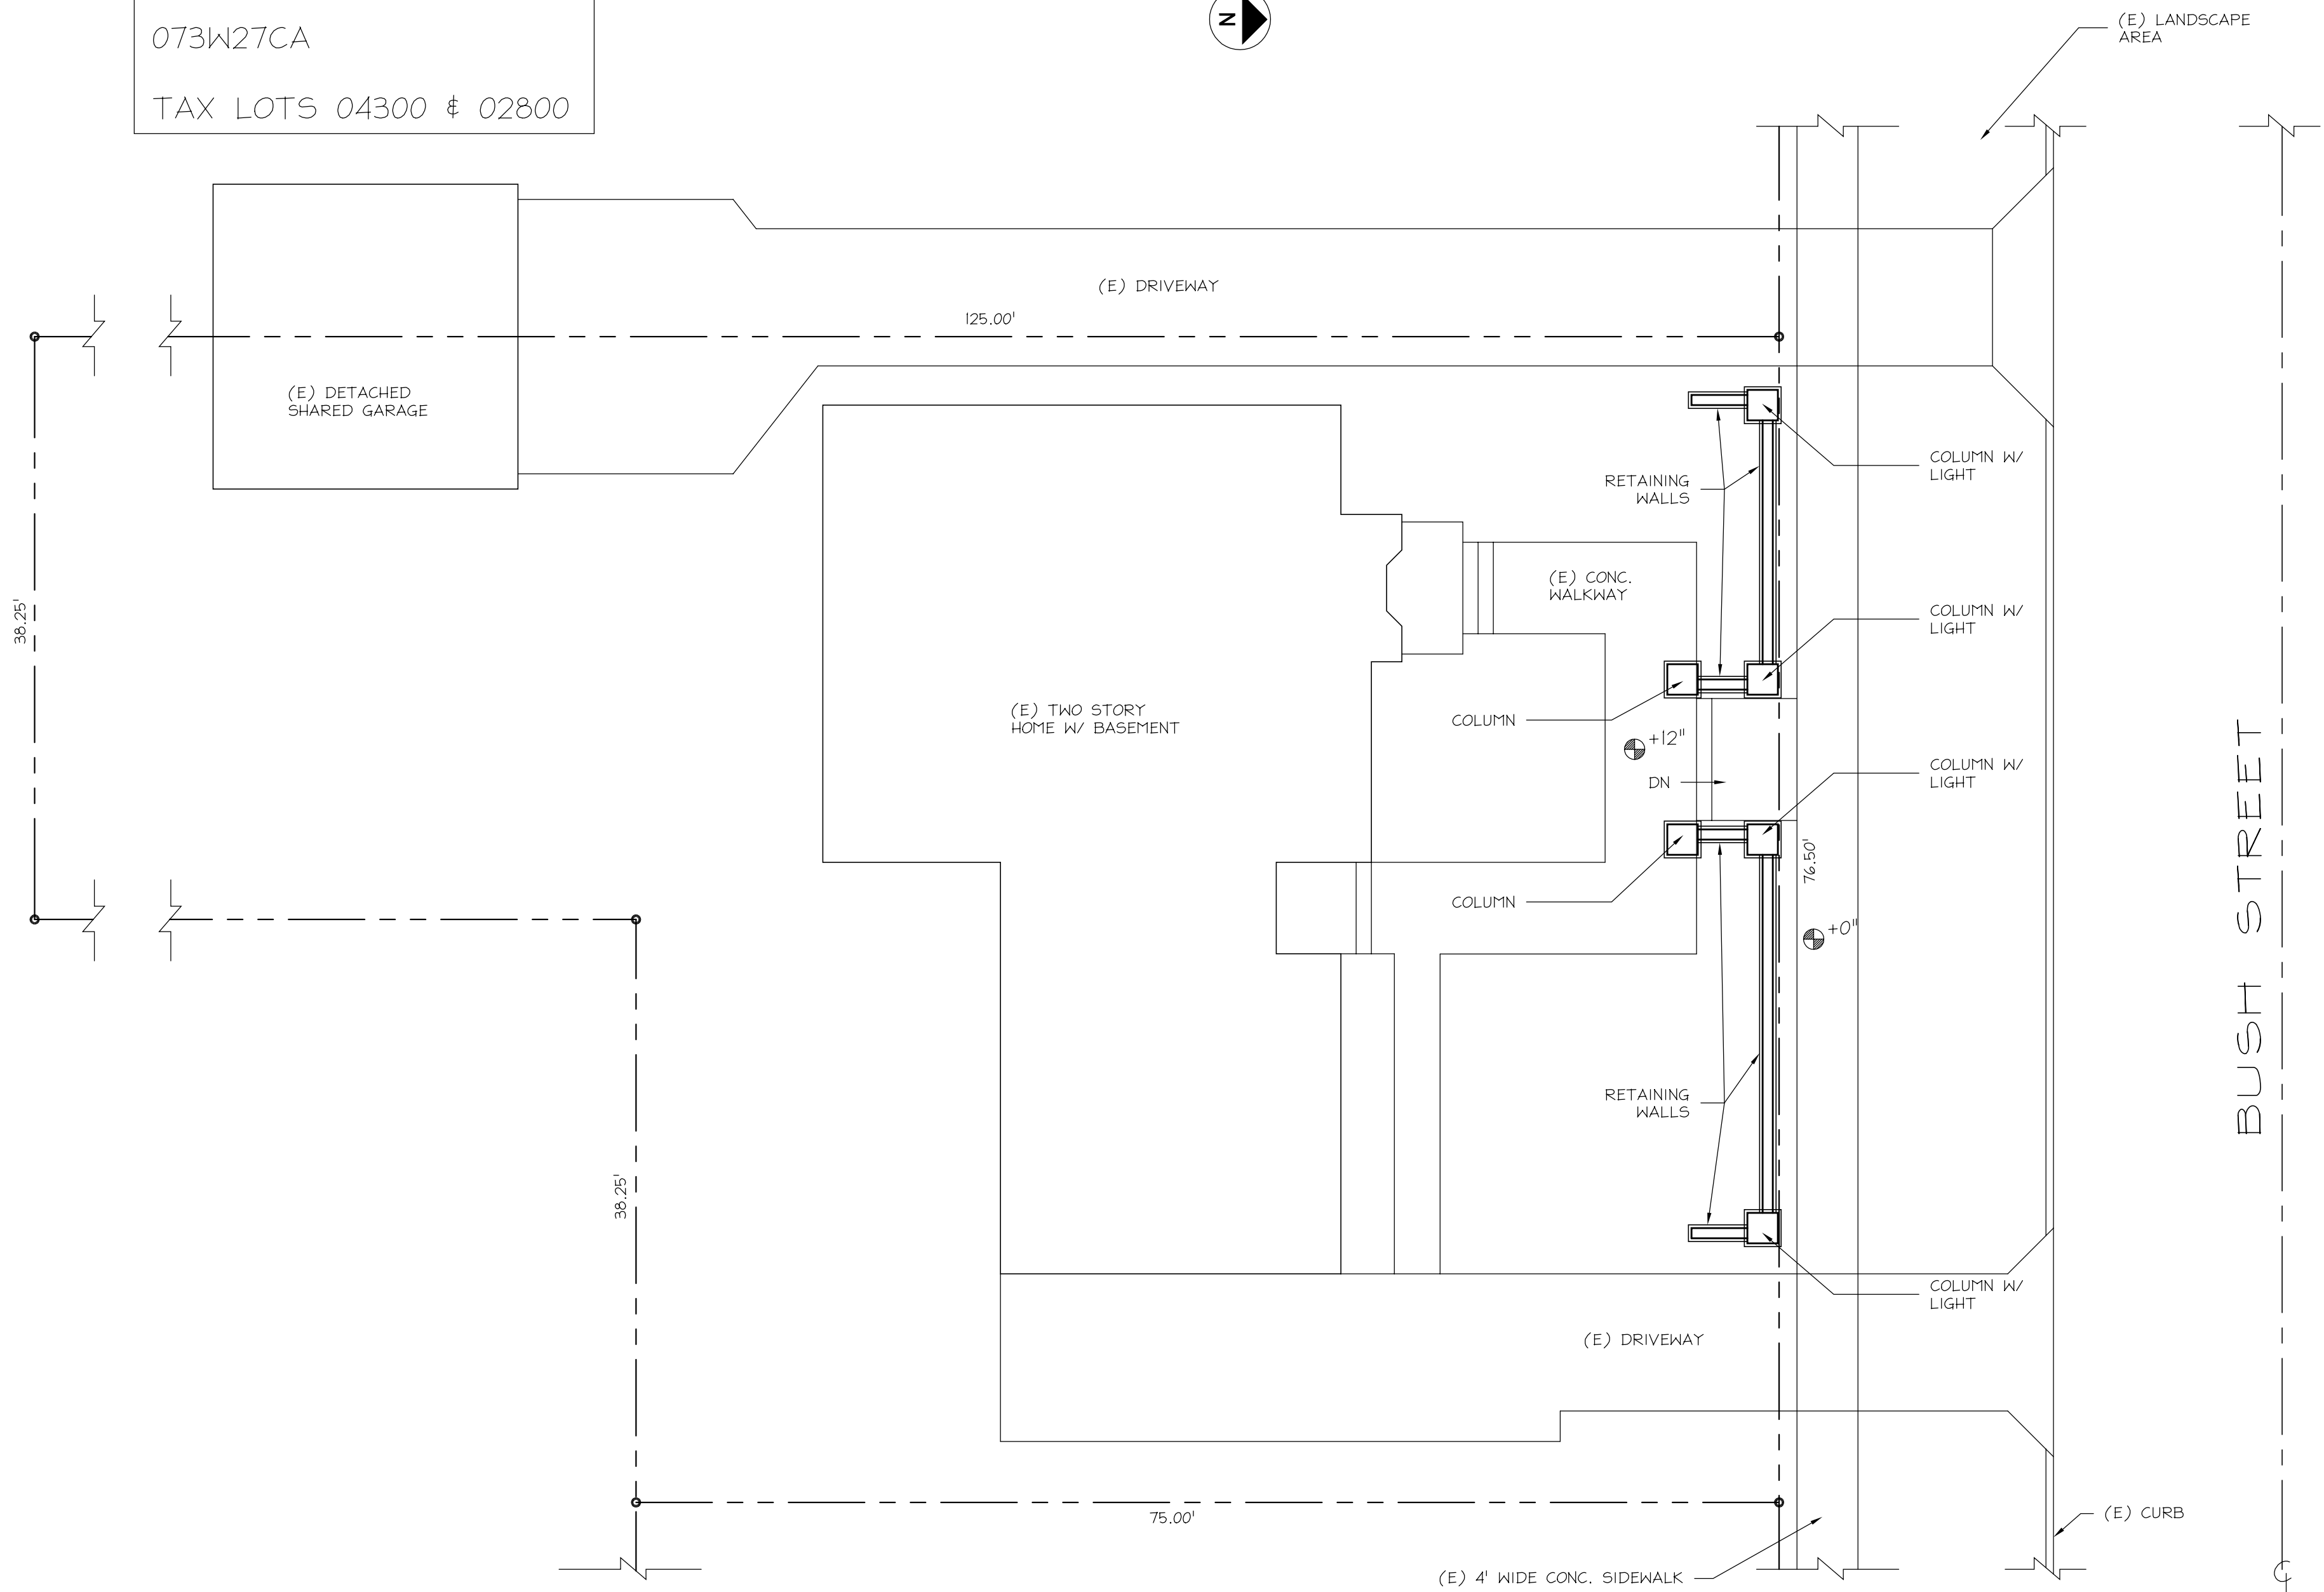 073W27CA
TAX LOTS 04300 & 02800
N
(E) LANDSCAPE
AREA
(E) DRIVEWAY
125.00'
(E) DETACHED
SHARED GARAGE
COLUMN W/
LIGHT
RETAINING
WALLS
38.25'
(E) CONC.
WALKWAY
COLUMN W/
LIGHT
(E) TWO STORY
HOME W/ BASEMENT
COLUMN
+12"
DN
COLUMN W/
LIGHT
76.50'
COLUMN
+0"
BUSH STREET
RETAINING
WALLS
38.25'
COLUMN W/
LIGHT
(E) DRIVEWAY
75.00'
(E) CURB
(E) 4' WIDE CONC. SIDEWALK